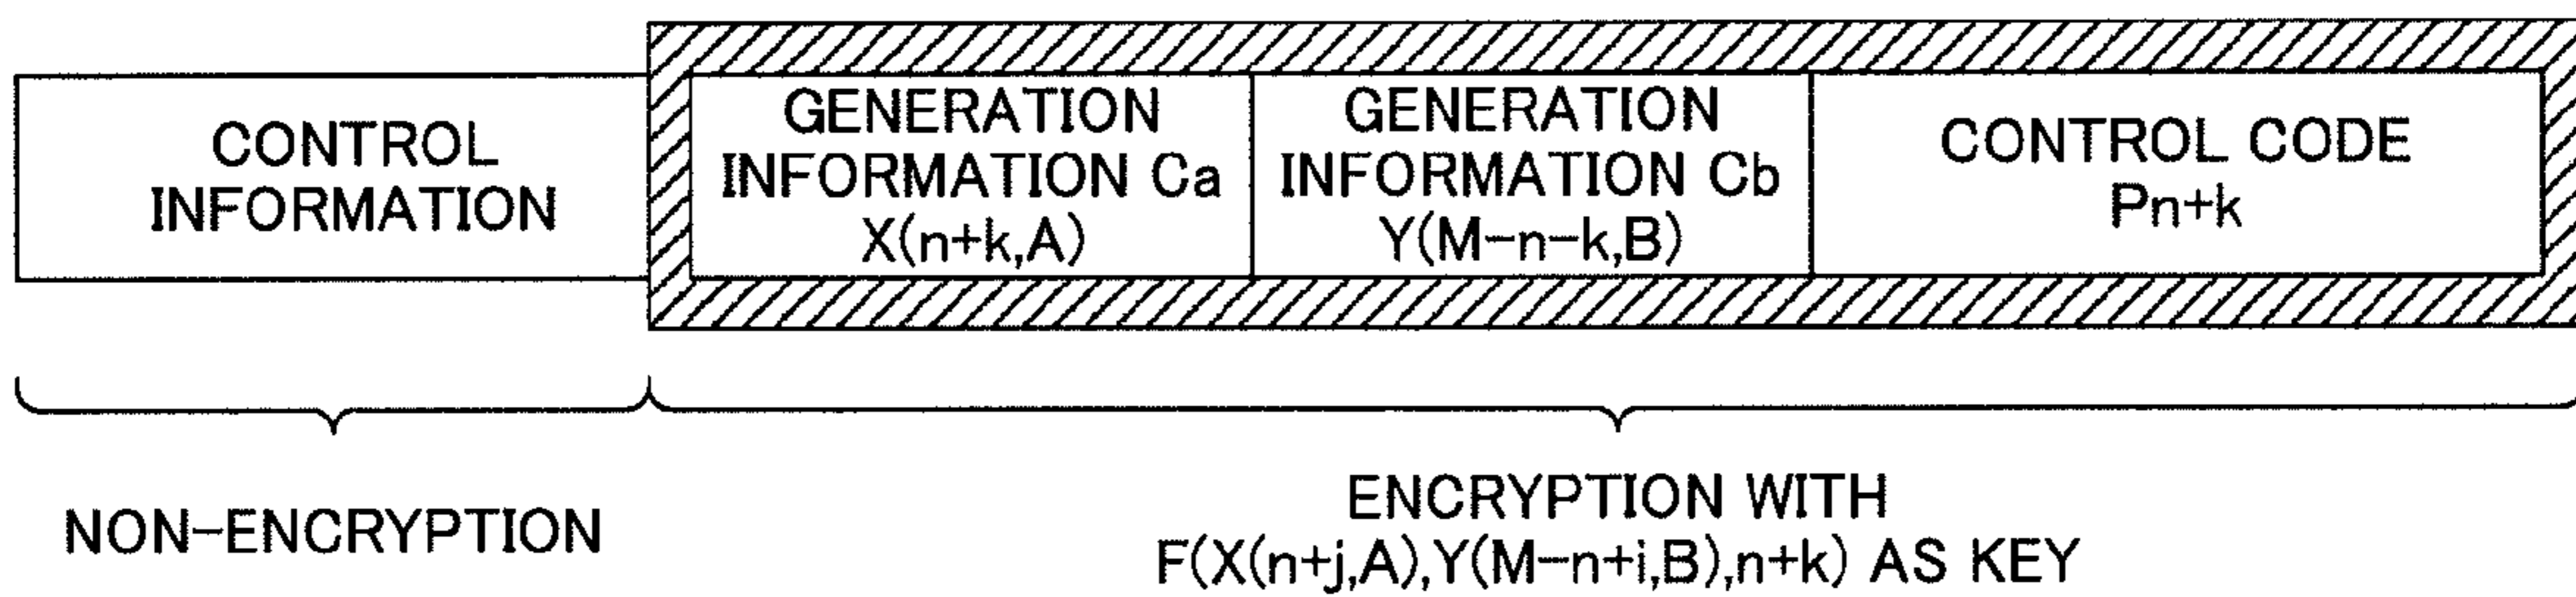 CONTROL
INFORMATION
GENERATION
INFORMATION Ca
X(n+k,A)
GENERATION
INFORMATION Cb
Y(M−n−k,B)
CONTROL CODE
Pn+k
NON−ENCRYPTION
ENCRYPTION WITH
F(X(n+j,A),Y(M−n+i,B),n+k) AS KEY